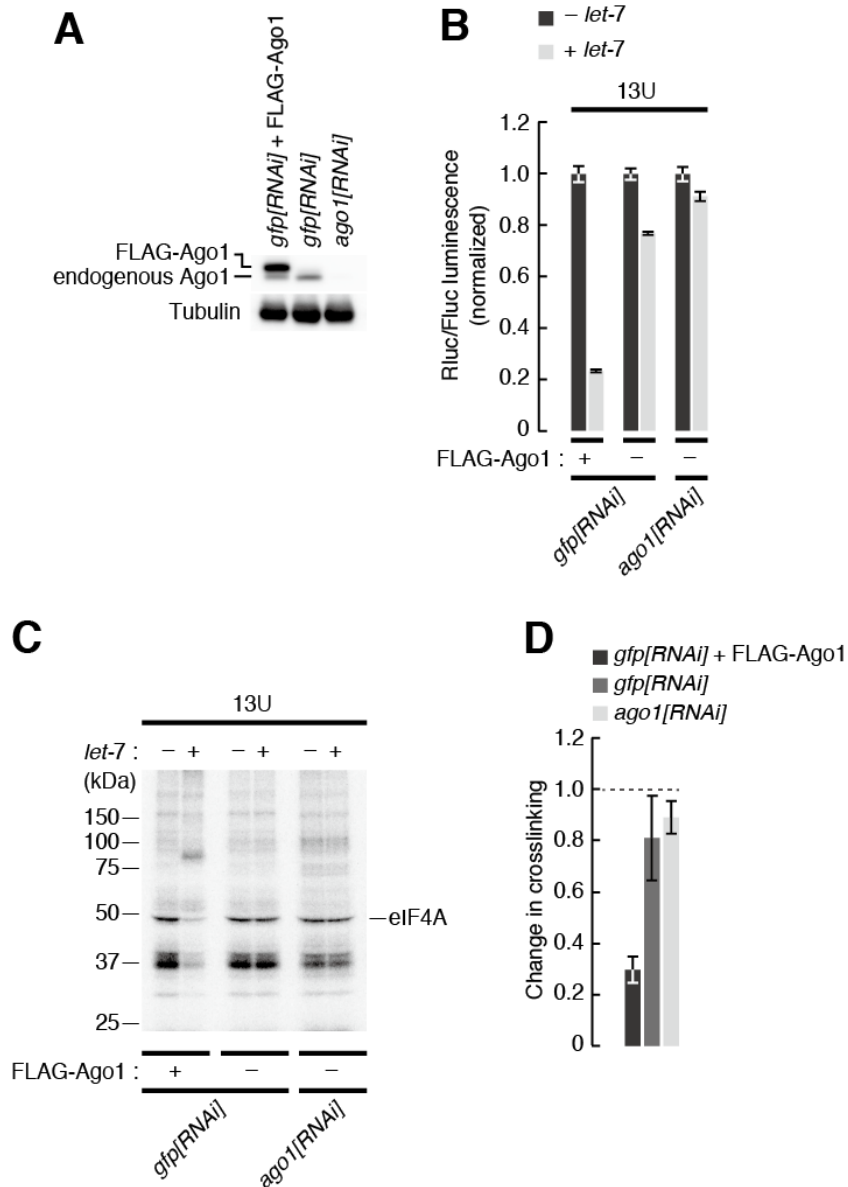 A
gfp[RNAi] + FLAG-Ago1
gfp[RNAi]
ago1[RNAi]
FLAG-Ago1
endogenous Ago1
Tubulin
B
– let-7
+ let-7
13U
1.2
1.0
0.8
0.6
0.4
0.2
0
Rluc/Fluc luminescence
(normalized)
FLAG-Ago1 : + – –
gfp[RNAi]
ago1[RNAi]
C
13U
let-7 : – + – + – +
(kDa)
150
100
75
50
37
25
eIF4A
FLAG-Ago1 : + – –
gfp[RNAi]
ago1[RNAi]
D
gfp[RNAi] + FLAG-Ago1
gfp[RNAi]
ago1[RNAi]
1.2
1.0
0.8
0.6
0.4
0.2
0
Change in crosslinking